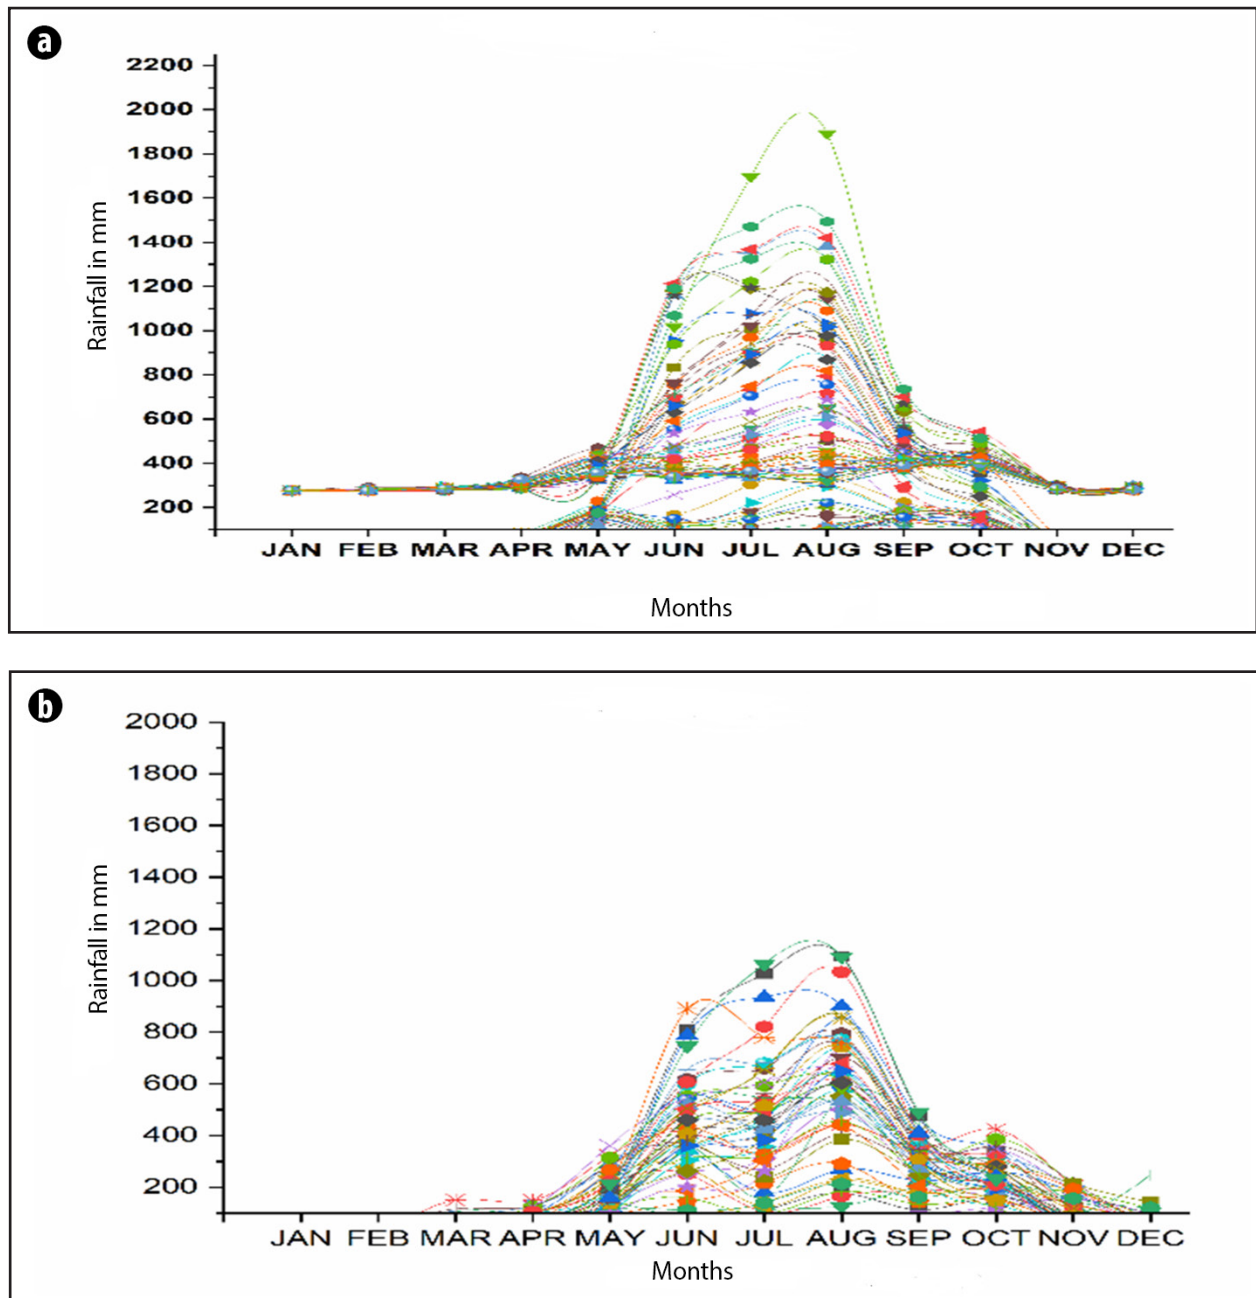 a
2200
2000
1800
1600
1400
1200
1000
800
600
400
200
Rainfall in mm
JAN FEB MAR APR MAY JUN JUL AUG SEP OCT NOV DEC
Months
b
2000
1800
1600
1400
1200
1000
800
600
400
200
Rainfall in mm
JAN FEB MAR APR MAY JUN JUL AUG SEP OCT NOV DEC
Months